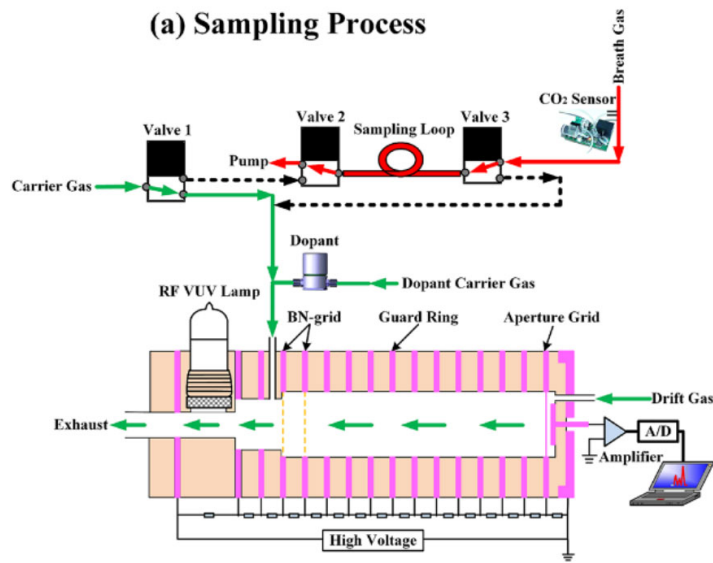 (a) Sampling Process
Breath Gas
CO₂ Sensor
Valve 1
Valve 2
Sampling Loop
Valve 3
Pump
Carrier Gas
Dopant
Dopant Carrier Gas
RF VUV Lamp
BN-grid
Guard Ring
Aperture Grid
Drift Gas
Exhaust
A/D
Amplifier
High Voltage